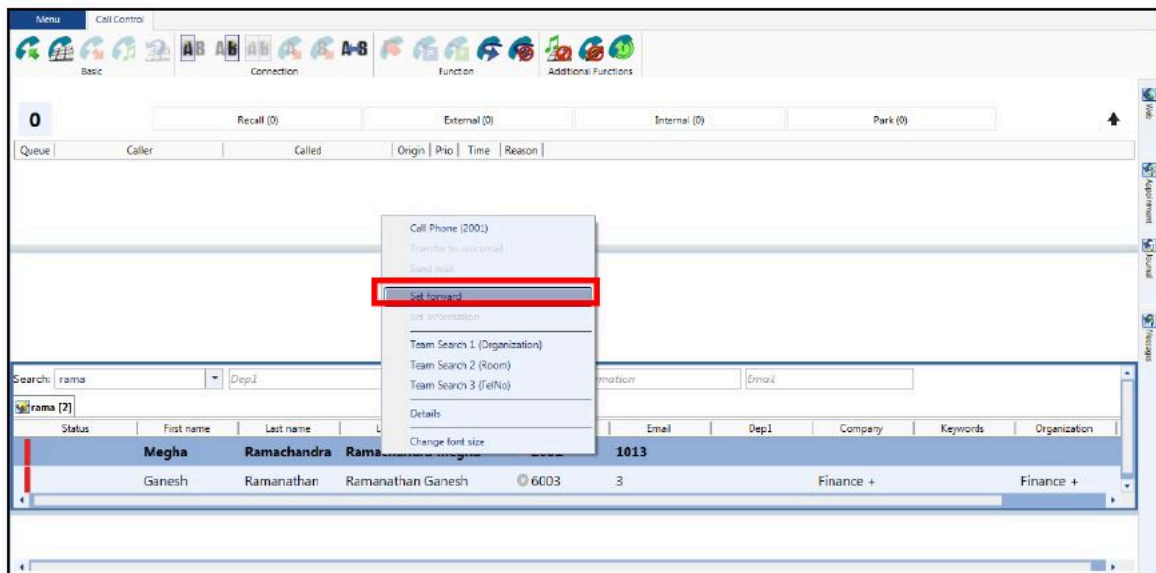 Menu Call Control
Basic Connection Function Additional Functions
0 Recall (0) External (0) Internal (0) Park (0)
Queue Caller Called Origin Prio Time Reason
Web
Appointment
Journal
Messages
Call Phone (2001)
Transfer to voicemail
Send mail
Set forward
Set information
Team Search 1 (Organization)
Team Search 2 (Room)
Team Search 3 (TelNo)
Details
Change font size
Search: rama Dep1 Email
rama [2]
Status First name Last name Email Dep1 Company Keywords Organization
Megha Ramachandra 1013
Ganesh Ramanathan Ramanathan Ganesh 6003 3 Finance + Finance +